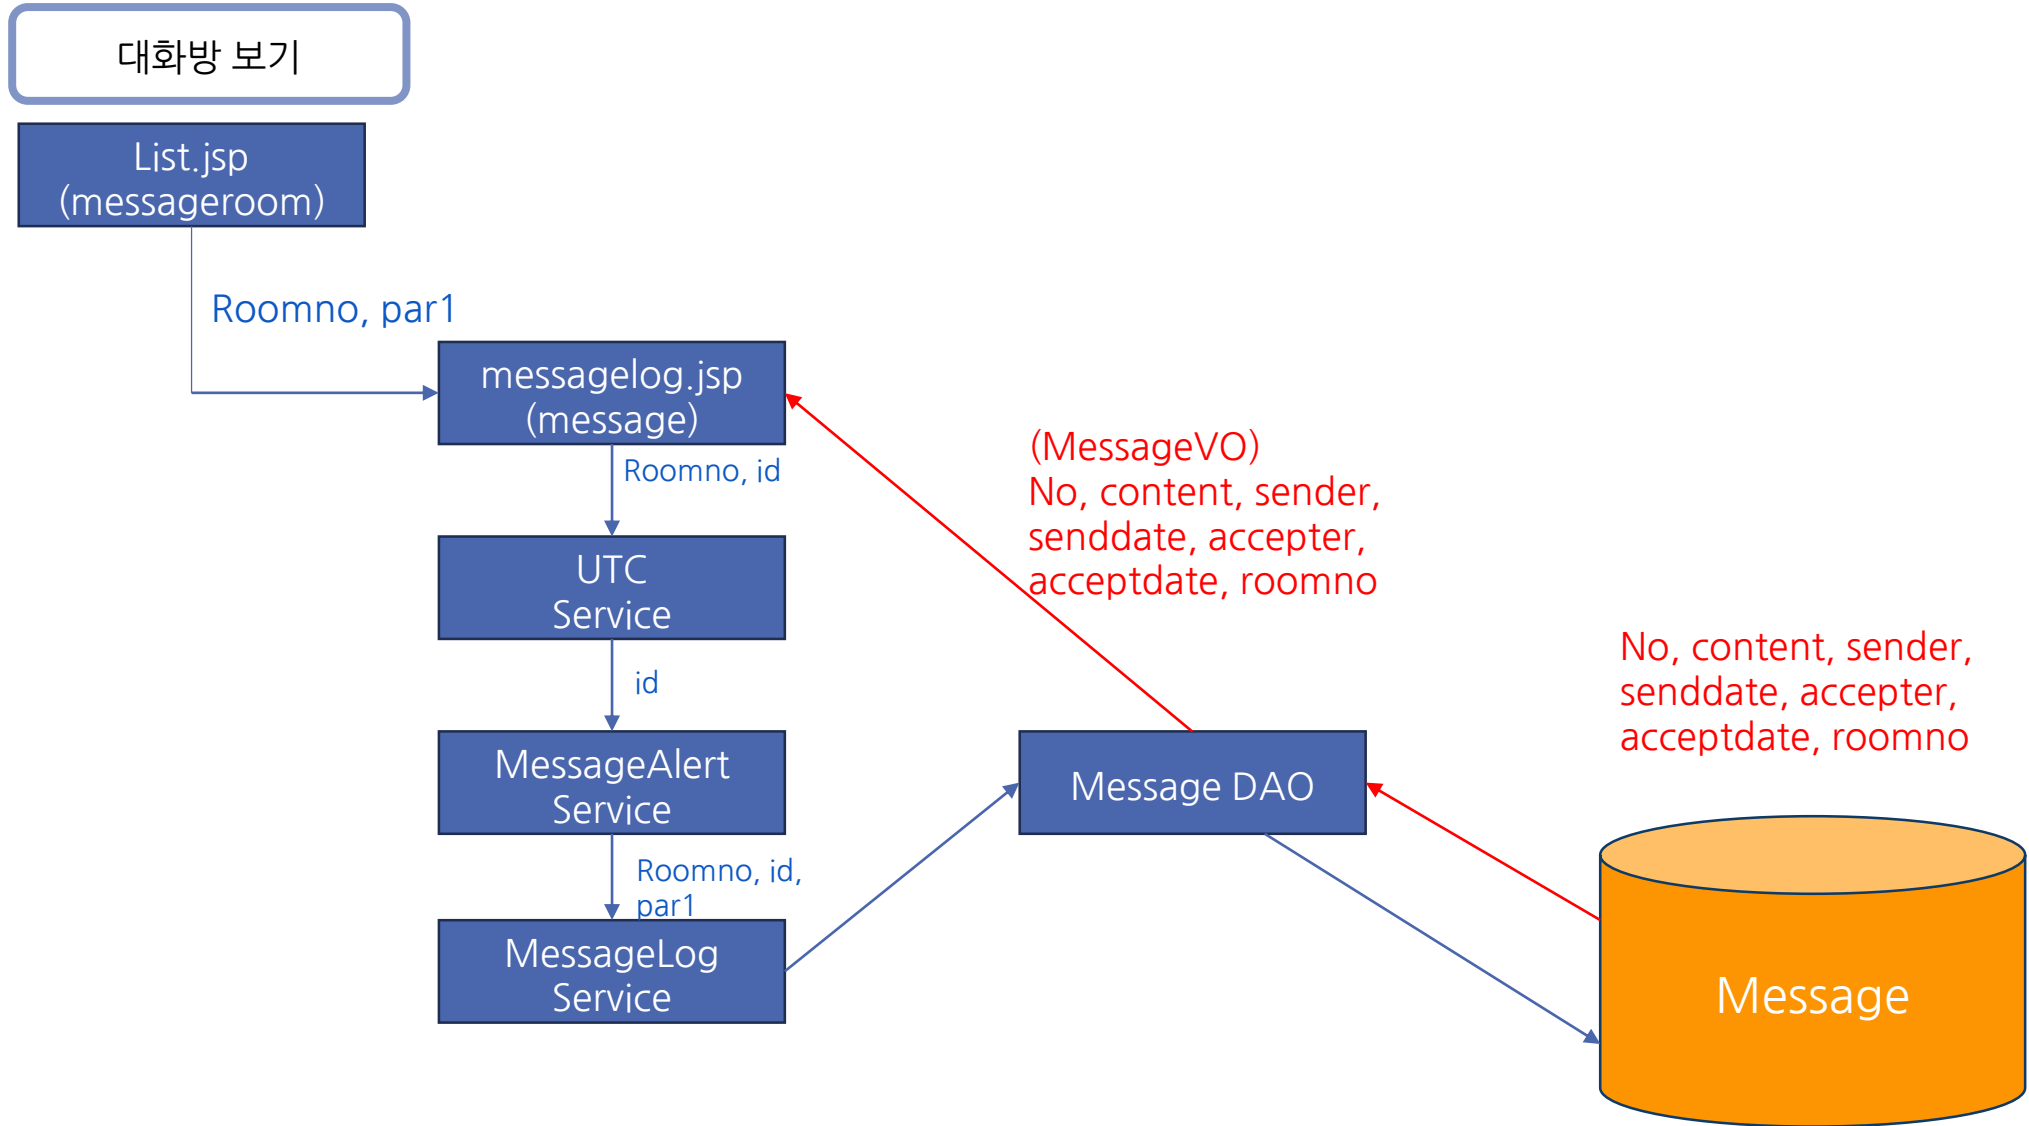 대화방 보기
List.jsp
(messageroom)
Roomno, par1
messagelog.jsp
(message)
Roomno, id
UTC
Service
id
MessageAlert
Service
Roomno, id,
par1
MessageLog
Service
(MessageVO)
No, content, sender,
senddate, accepter,
acceptdate, roomno
Message DAO
No, content, sender,
senddate, accepter,
acceptdate, roomno
Message